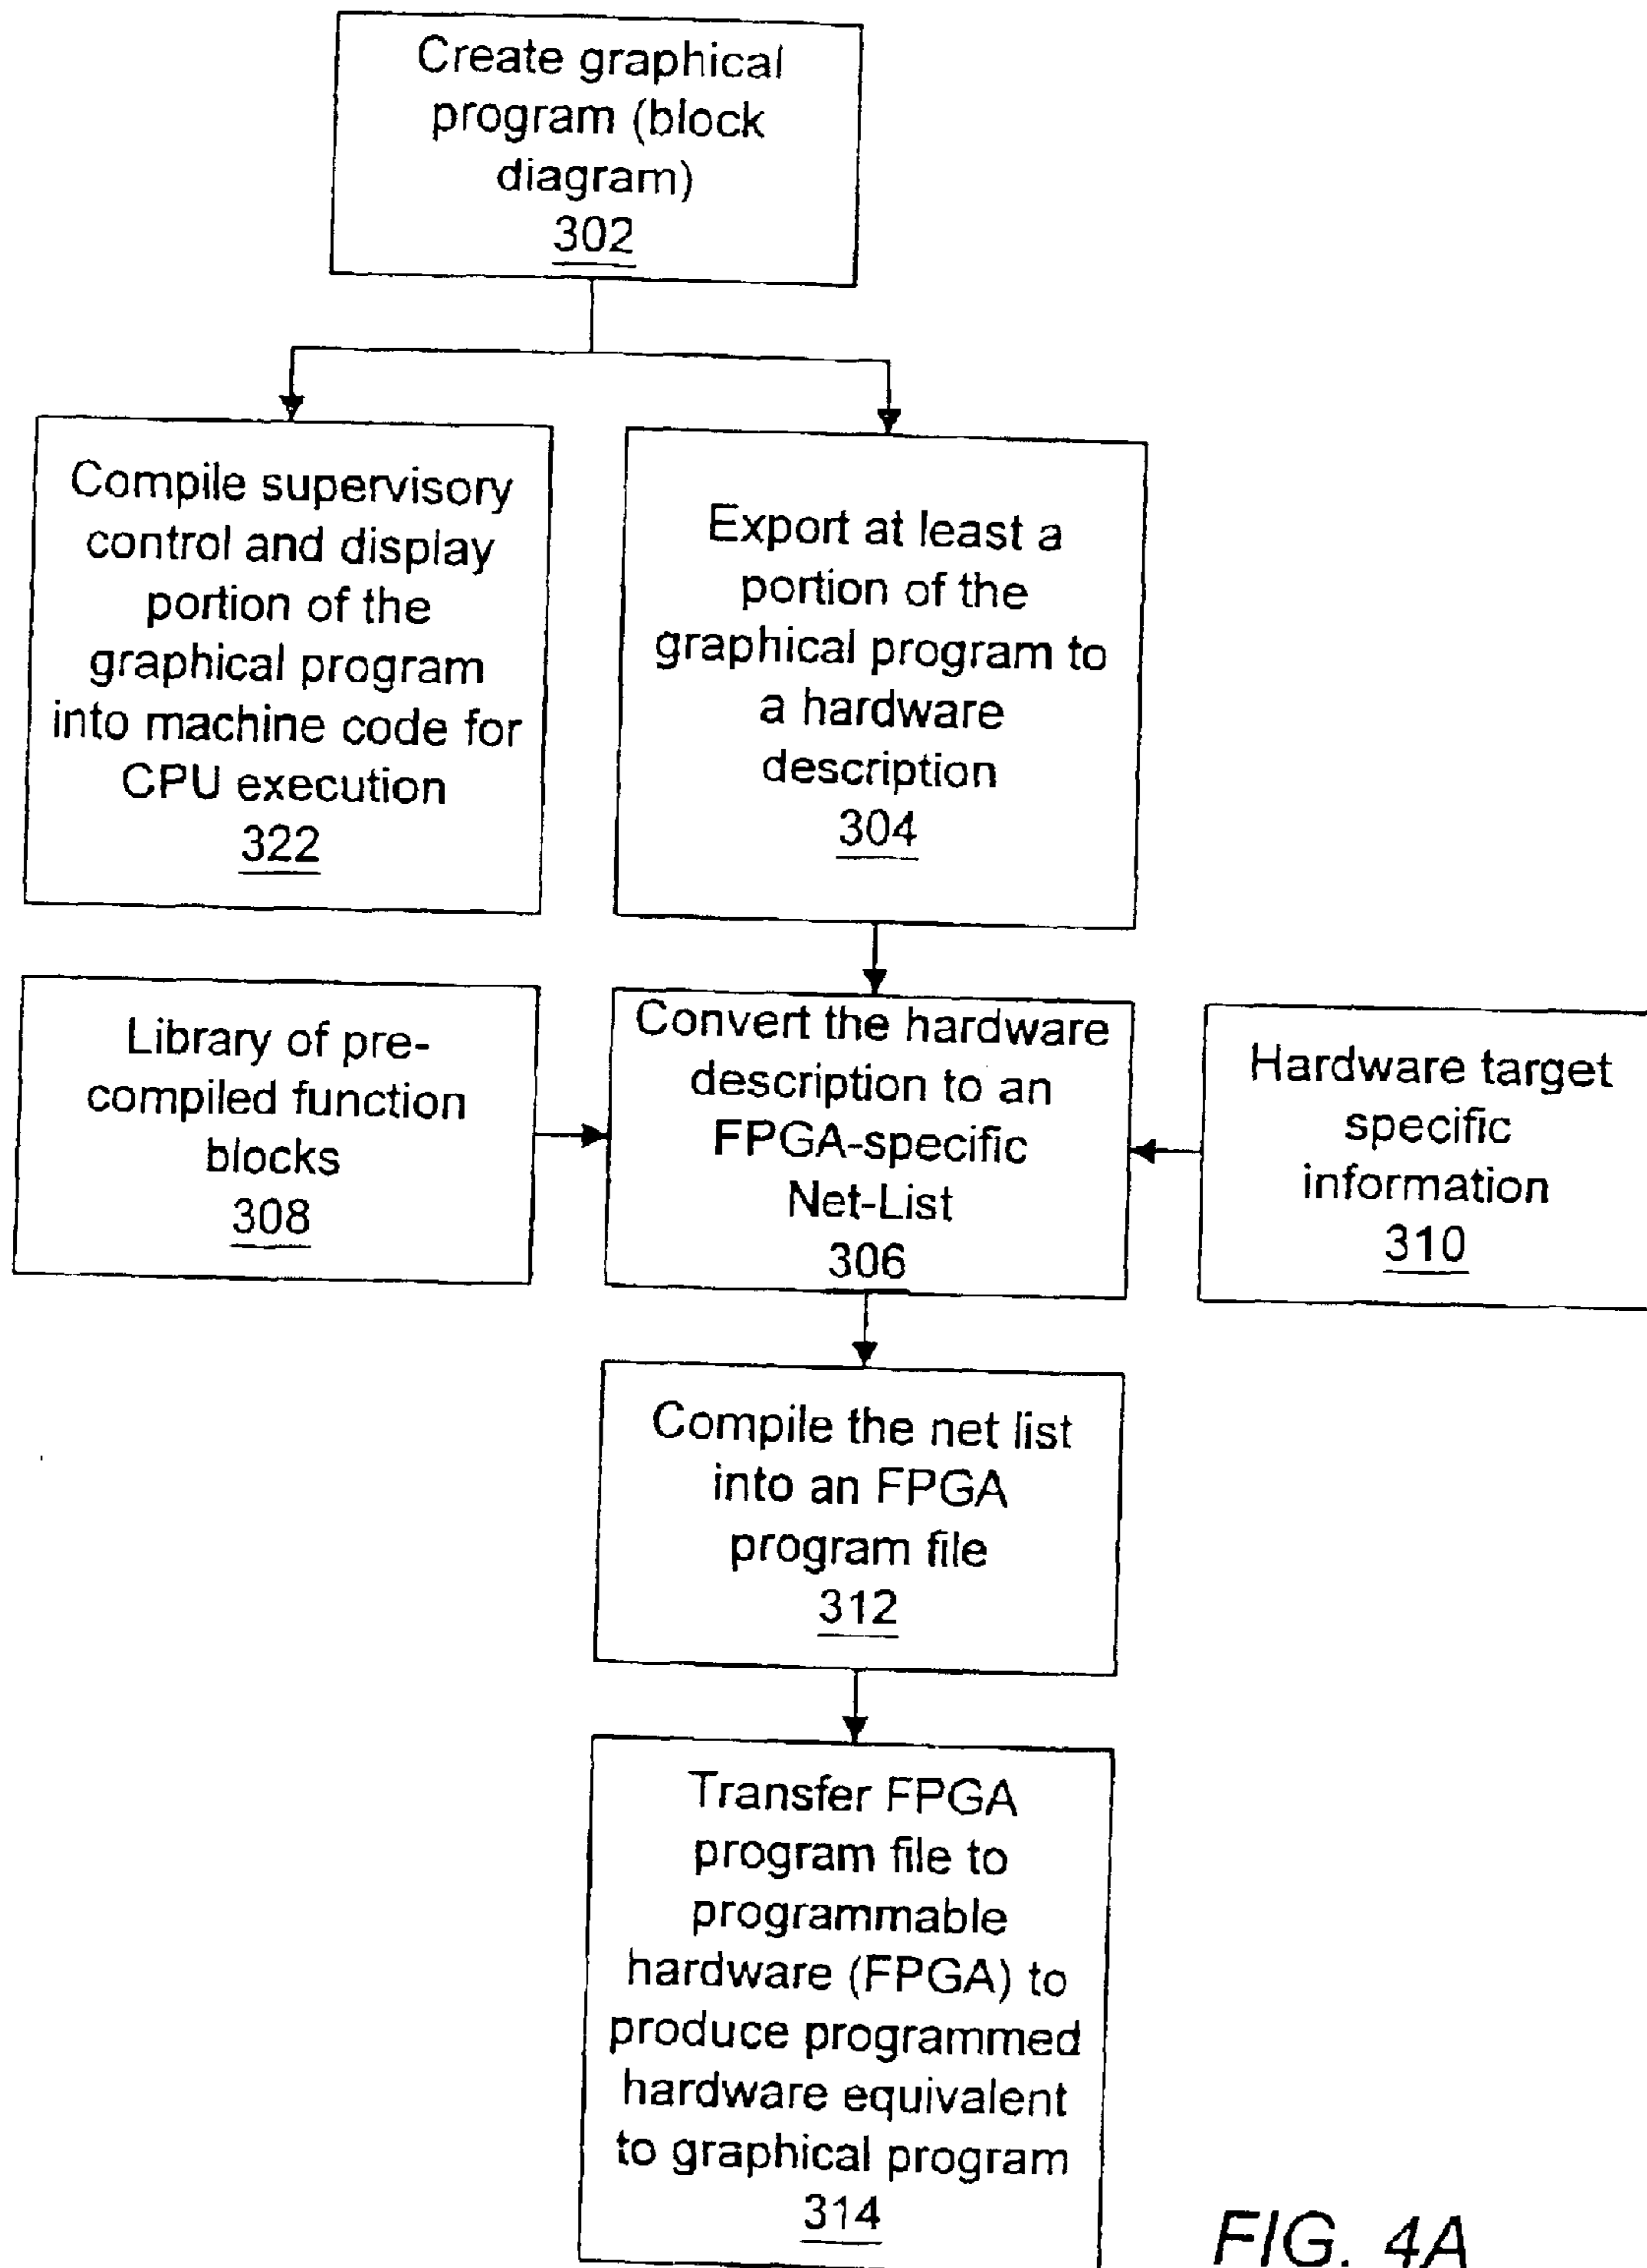 Create graphical
program (block
diagram)
302
Compile supervisory
control and display
portion of the
graphical program
into machine code for
CPU execution
322
Export at least a
portion of the
graphical program to
a hardware
description
304
Library of pre-
compiled function
blocks
308
Convert the hardware
description to an
FPGA-specific
Net-List
306
Hardware target
specific
information
310
Compile the net list
into an FPGA
program file
312
Transfer FPGA
program file to
programmable
hardware (FPGA) to
produce programmed
hardware equivalent
to graphical program
314
FIG. 4A